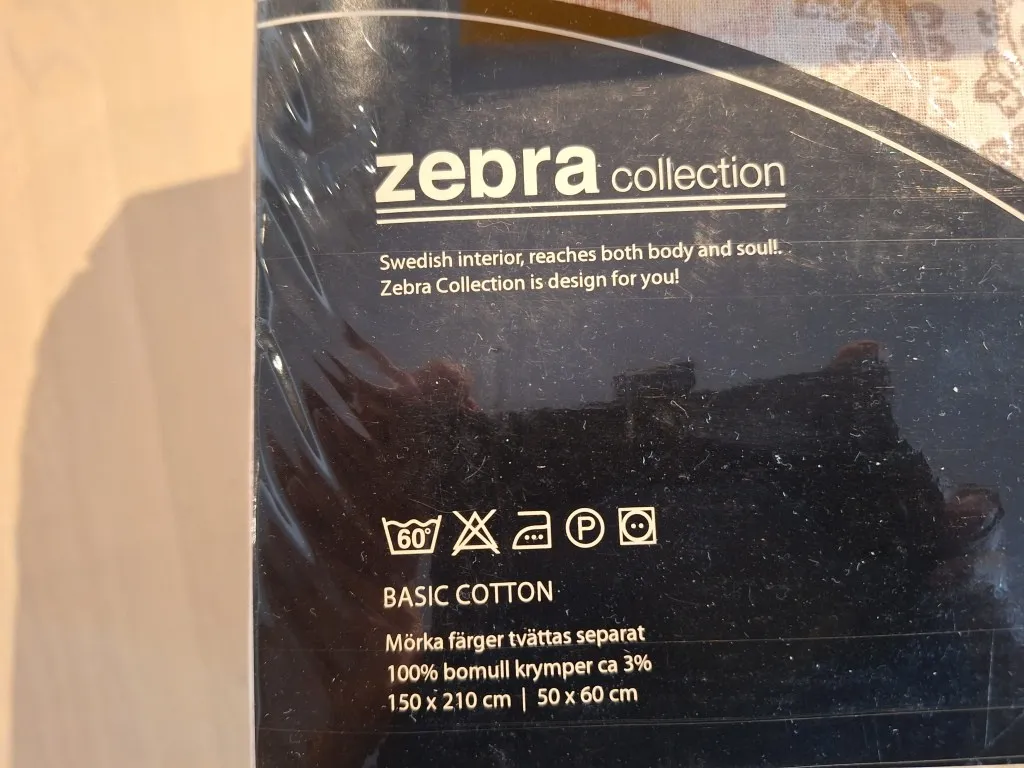 zebra collection
Swedish interior, reaches both body and soul!.
Zebra Collection is design for you!
60° P
BASIC COTTON
Mörka färger tvättas separat
100% bomull krymper ca 3%
150 x 210 cm | 50 x 60 cm